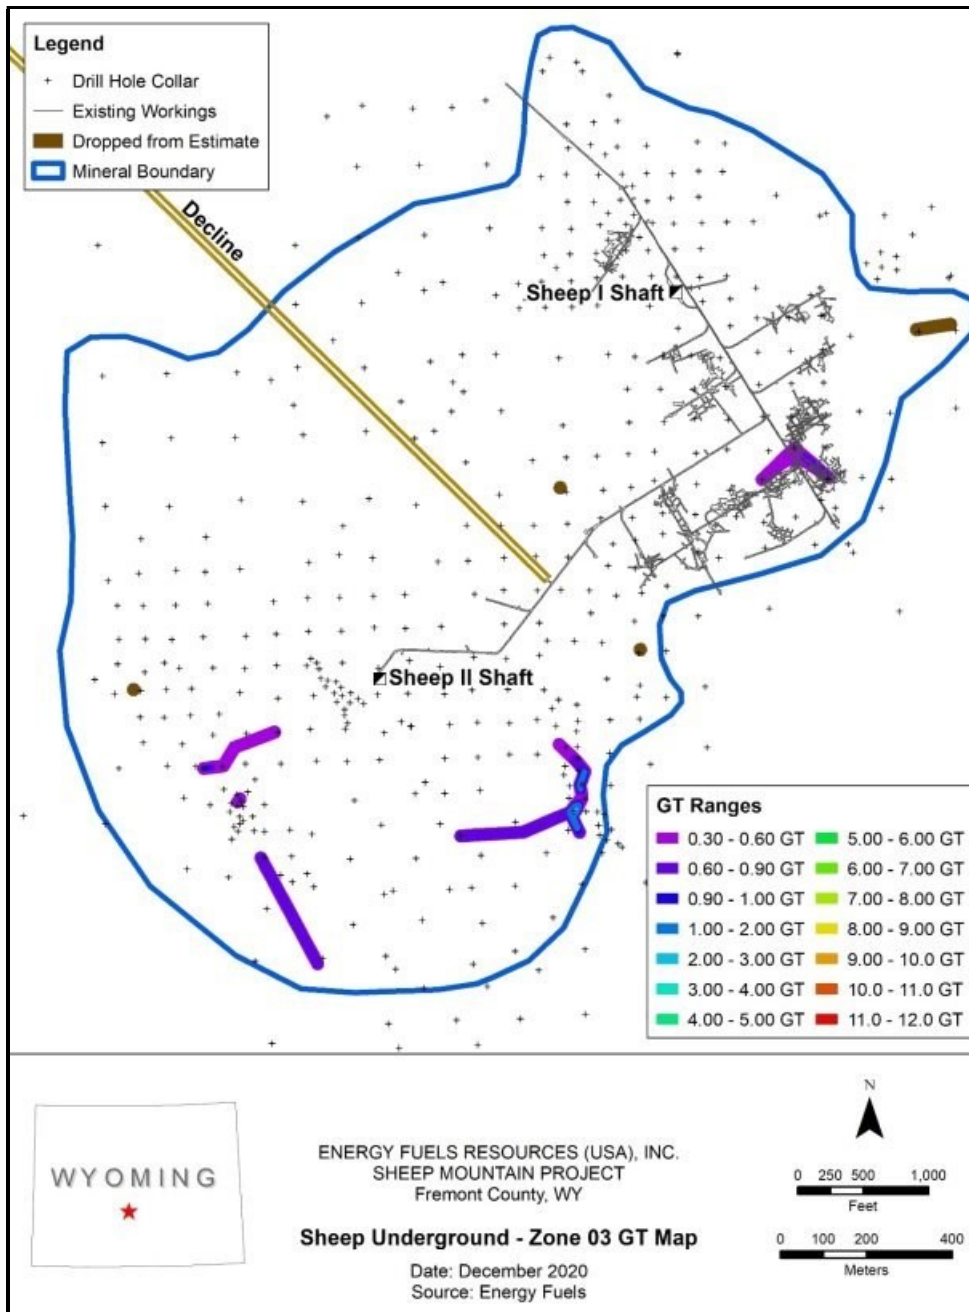 Legend
Drill Hole Collar
Existing Workings
Dropped from Estimate
Mineral Boundary
Decline
Sheep I Shaft
Sheep II Shaft
GT Ranges
0.30 - 0.60 GT
0.60 - 0.90 GT
0.90 - 1.00 GT
1.00 - 2.00 GT
2.00 - 3.00 GT
3.00 - 4.00 GT
4.00 - 5.00 GT
5.00 - 6.00 GT
6.00 - 7.00 GT
7.00 - 8.00 GT
8.00 - 9.00 GT
9.00 - 10.0 GT
10.0 - 11.0 GT
11.0 - 12.0 GT
WYOMING
ENERGY FUELS RESOURCES (USA), INC.
SHEEP MOUNTAIN PROJECT
Fremont County, WY
Sheep Underground - Zone 03 GT Map
Date: December 2020
Source: Energy Fuels
N
0 250 500 1,000
Feet
0 100 200 400
Meters